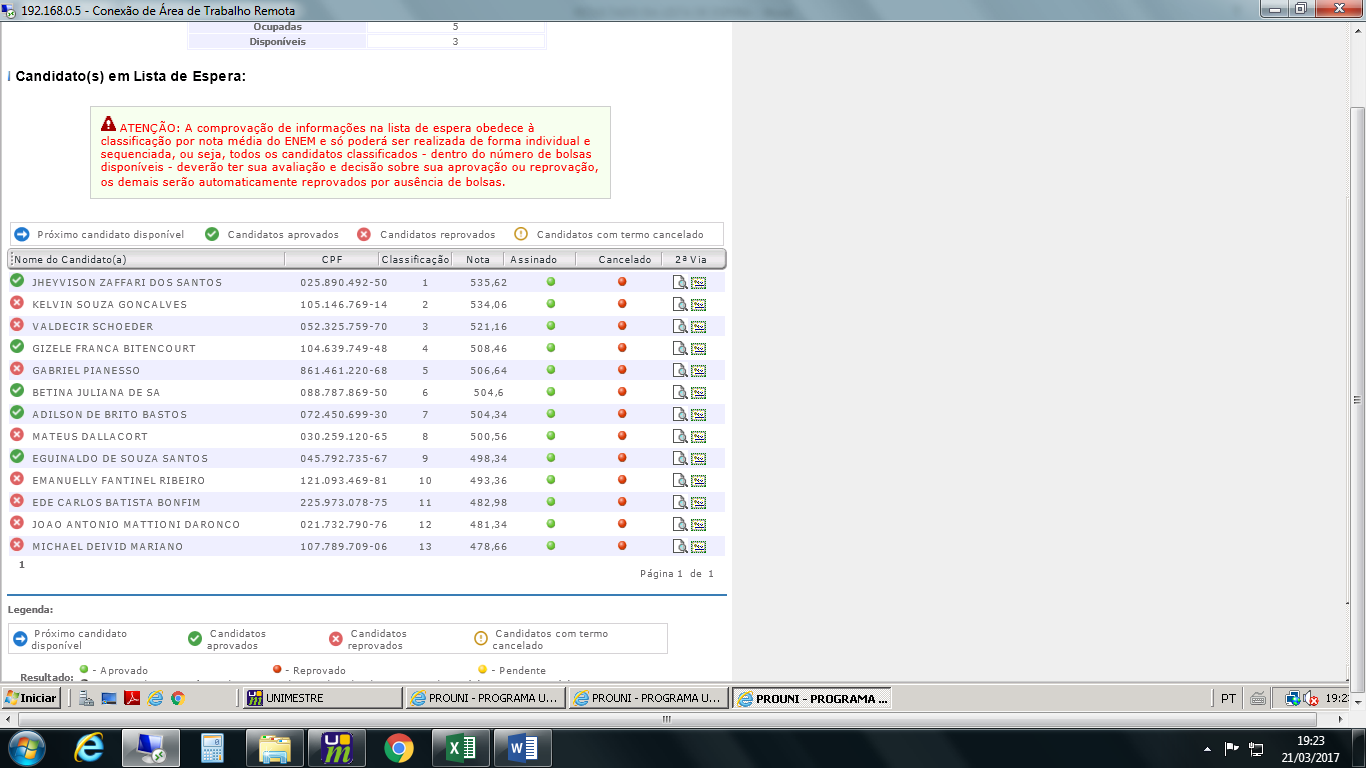 192.168.0.5 - Conexão de Área de Trabalho Remota
Ocupadas 5
Disponíveis 3
Candidato(s) em Lista de Espera:
ATENÇÃO: A comprovação de informações na lista de espera obedece à
classificação por nota média do ENEM e só poderá ser realizada de forma individual e
sequenciada, ou seja, todos os candidatos classificados - dentro do número de bolsas
disponíveis - deverão ter sua avaliação e decisão sobre sua aprovação ou reprovação,
os demais serão automaticamente reprovados por ausência de bolsas.
Próximo candidato disponível Candidatos aprovados Candidatos reprovados Candidatos com termo cancelado
Nome do Candidato(a) CPF Classificação Nota Assinado Cancelado 2ª Via
JHEYVISON ZAFFARI DOS SANTOS 025.890.492-50 1 535,62
KELVIN SOUZA GONCALVES 105.146.769-14 2 534,06
VALDECIR SCHOEDER 052.325.759-70 3 521,16
GIZELE FRANCA BITENCOURT 104.639.749-48 4 508,46
GABRIEL PIANESSO 861.461.220-68 5 506,64
BETINA JULIANA DE SA 088.787.869-50 6 504,6
ADILSON DE BRITO BASTOS 072.450.699-30 7 504,34
MATEUS DALLACORT 030.259.120-65 8 500,56
EGUINALDO DE SOUZA SANTOS 045.792.735-67 9 498,34
EMANUELLY FANTINEL RIBEIRO 121.093.469-81 10 493,36
EDE CARLOS BATISTA BONFIM 225.973.078-75 11 482,98
JOAO ANTONIO MATTIONI DARONCO 021.732.790-76 12 481,34
MICHAEL DEIVID MARIANO 107.789.709-06 13 478,66
1
Página 1 de 1
Legenda:
Próximo candidato disponível Candidatos aprovados Candidatos reprovados Candidatos com termo cancelado
Resultado: - Aprovado - Reprovado - Pendente
Iniciar UNIMESTRE PROUNI - PROGRAMA U... PROUNI - PROGRAMA U... PROUNI - PROGRAMA ... PT 19:2
19:23
21/03/2017